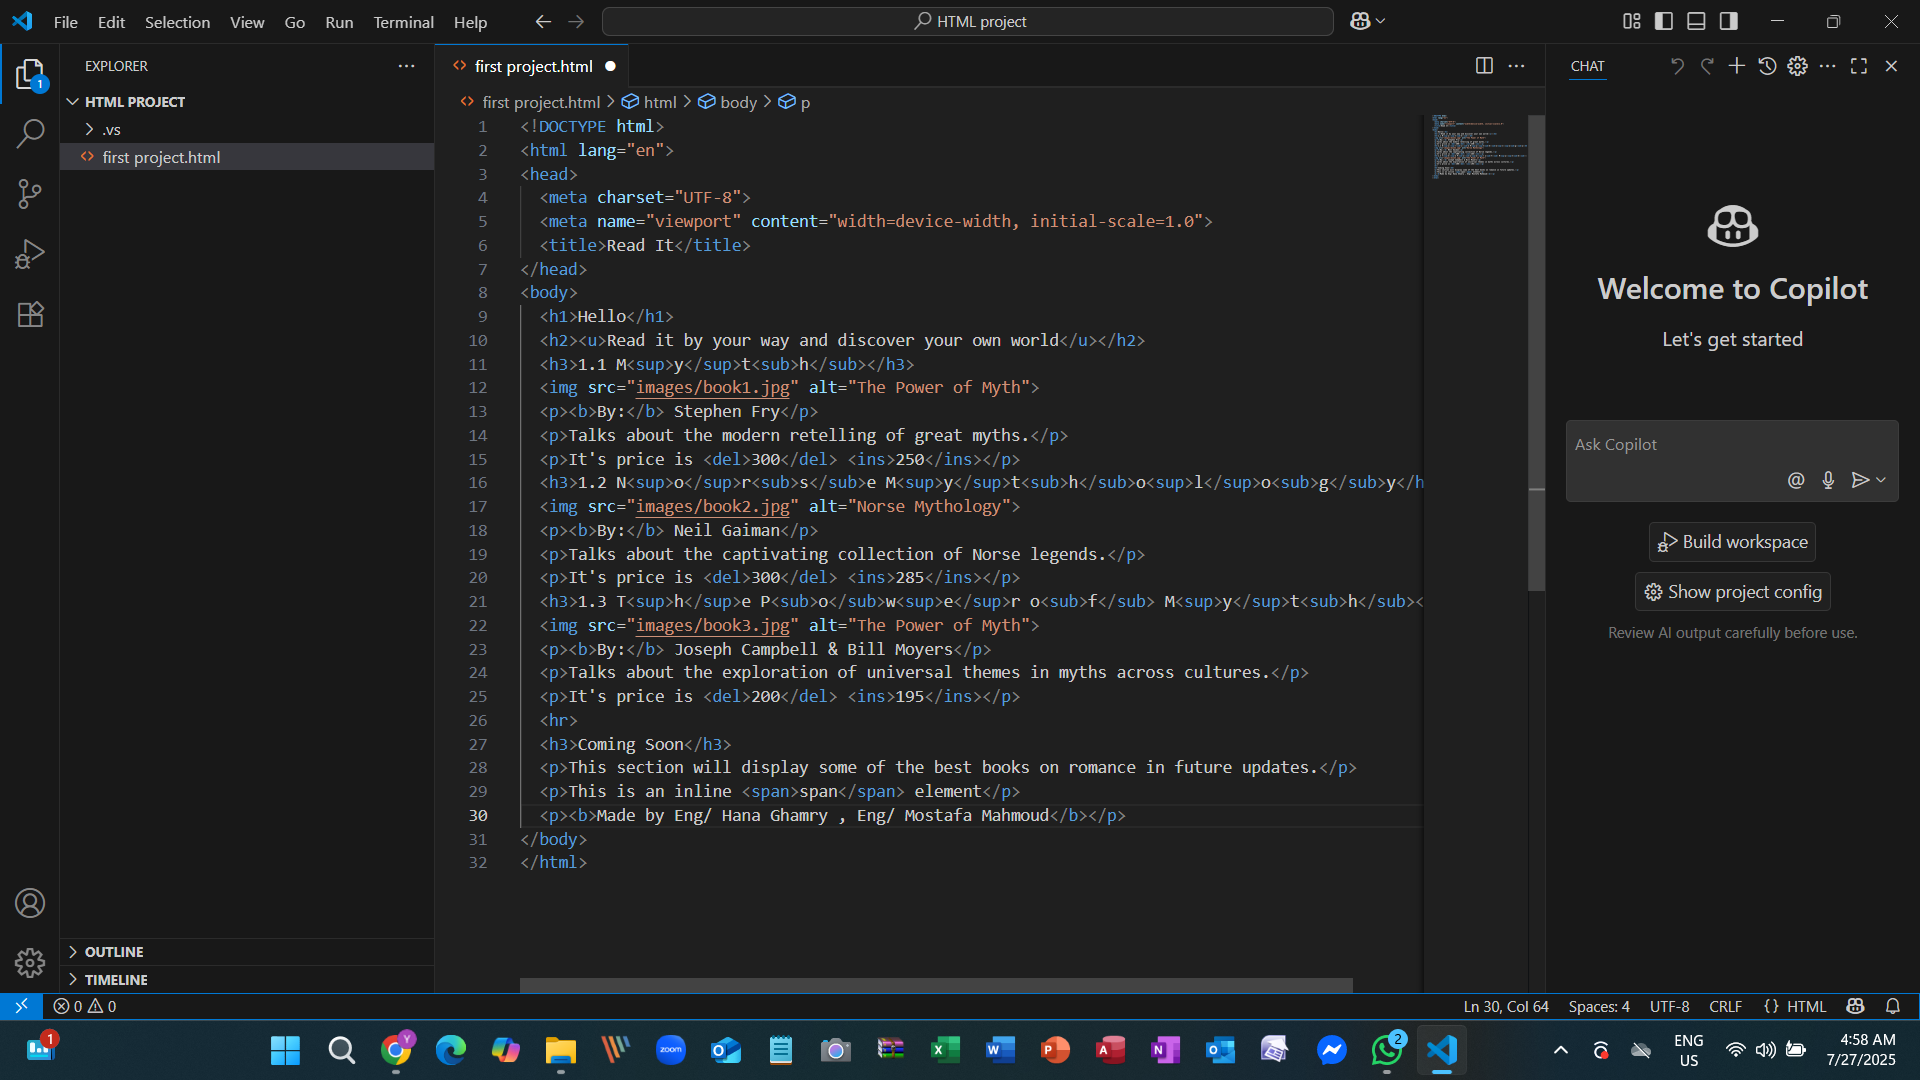 File Edit Selection View Go Run Terminal Help
HTML project
EXPLORER
HTML PROJECT
.vs
first project.html
1
OUTLINE
TIMELINE
first project.html
first project.html > html > body > p
1 <!DOCTYPE html>
2 <html lang="en">
3 <head>
4 <meta charset="UTF-8">
5 <meta name="viewport" content="width=device-width, initial-scale=1.0">
6 <title>Read It</title>
7 </head>
8 <body>
9 <h1>Hello</h1>
10 <h2><u>Read it by your way and discover your own world</u></h2>
11 <h3>1.1 M<sup>y</sup>t<sub>h</sub></h3>
12 <img src="images/book1.jpg" alt="The Power of Myth">
13 <p><b>By:</b> Stephen Fry</p>
14 <p>Talks about the modern retelling of great myths.</p>
15 <p>It's price is <del>300</del> <ins>250</ins></p>
16 <h3>1.2 N<sup>o</sup>r<sub>s</sub>e M<sup>y</sup>t<sub>h</sub>o<sup>l</sup>o<sub>g</sub>y</h
17 <img src="images/book2.jpg" alt="Norse Mythology">
18 <p><b>By:</b> Neil Gaiman</p>
19 <p>Talks about the captivating collection of Norse legends.</p>
20 <p>It's price is <del>300</del> <ins>285</ins></p>
21 <h3>1.3 T<sup>h</sup>e P<sub>o</sub>w<sup>e</sup>r o<sub>f</sub> M<sup>y</sup>t<sub>h</sub><
22 <img src="images/book3.jpg" alt="The Power of Myth">
23 <p><b>By:</b> Joseph Campbell & Bill Moyers</p>
24 <p>Talks about the exploration of universal themes in myths across cultures.</p>
25 <p>It's price is <del>200</del> <ins>195</ins></p>
26 <hr>
27 <h3>Coming Soon</h3>
28 <p>This section will display some of the best books on romance in future updates.</p>
29 <p>This is an inline <span>span</span> element</p>
30 <p><b>Made by Eng/ Hana Ghamry , Eng/ Mostafa Mahmoud</b></p>
31 </body>
32 </html>
CHAT
Welcome to Copilot
Let's get started
Ask Copilot
Build workspace
Show project config
Review AI output carefully before use.
0 0
Ln 30, Col 64 Spaces: 4 UTF-8 CRLF {} HTML
1
Y
zoom
2
ENG
US
4:58 AM
7/27/2025